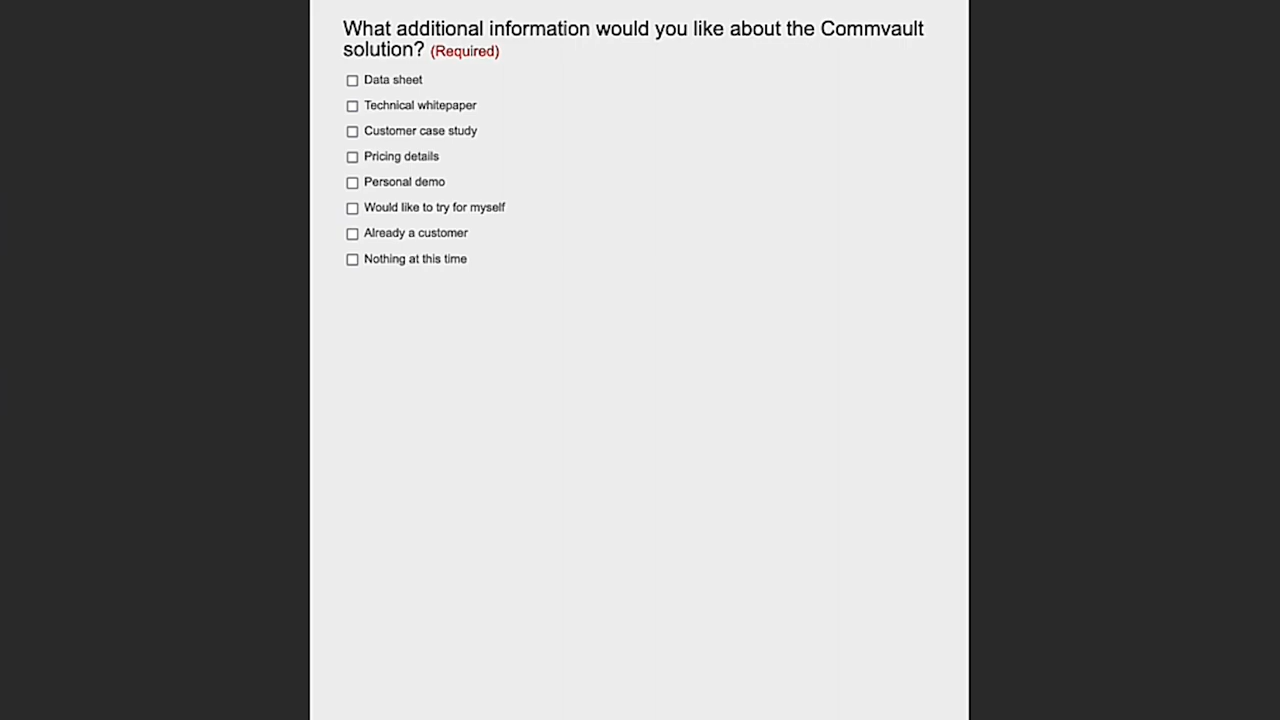 What additional information would you like about the Commvault
solution? (Required)
Data sheet
Technical whitepaper
Customer case study
Pricing details
Personal demo
Would like to try for myself
Already a customer
Nothing at this time